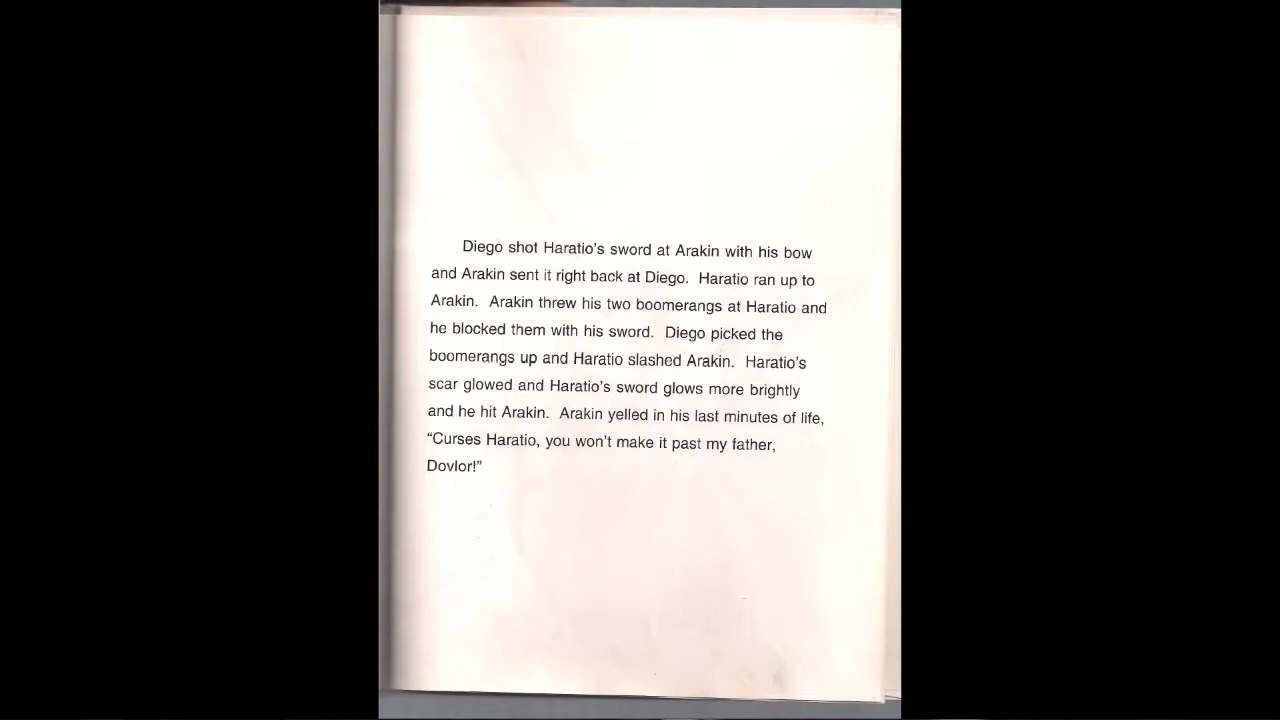 Diego shot Haratio's sword at Arakin with his bow
and Arakin sent it right back at Diego.  Haratio ran up to
Arakin.  Arakin threw his two boomerangs at Haratio and
he blocked them with his sword.  Diego picked the
boomerangs up and Haratio slashed Arakin.  Haratio's
scar glowed and Haratio's sword glows more brightly
and he hit Arakin.  Arakin yelled in his last minutes of life,
“Curses Haratio, you won't make it past my father,
Dovlor!”